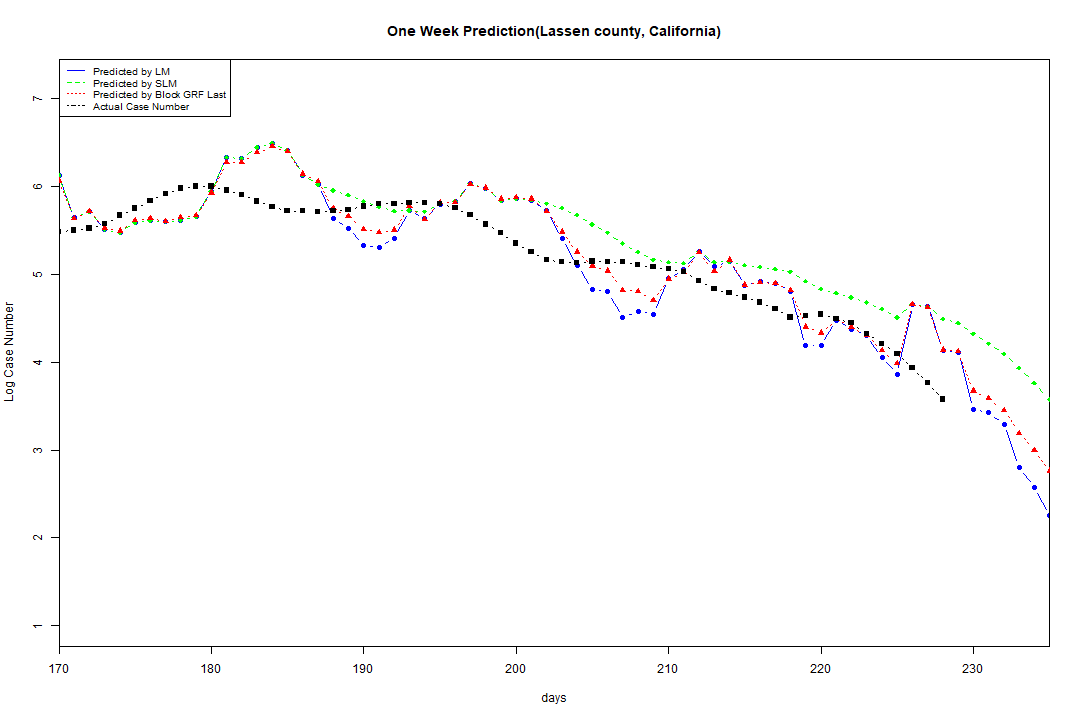 One Week Prediction(Lassen county, California)
Predicted by LM
Predicted by SLM
Predicted by Block GRF Last
Actual Case Number
7
6
5
4
3
2
1
Log Case Number
170 180 190 200 210 220 230
days